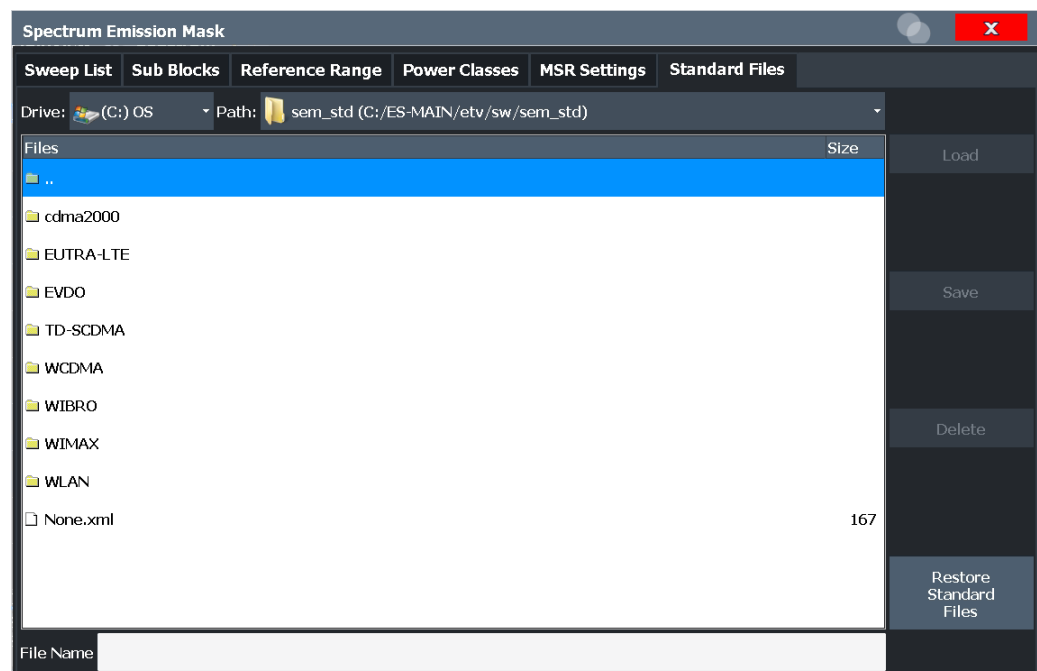 Spectrum Emission Mask
X
Sweep List Sub Blocks Reference Range Power Classes MSR Settings Standard Files
Drive: (C:) OS Path: sem_std (C:/ES-MAIN/etv/sw/sem_std)
Files Size
Load
..
cdma2000
EUTRA-LTE
EVDO
Save
TD-SCDMA
WCDMA
WIBRO
Delete
WIMAX
WLAN
None.xml 167
Restore
Standard
Files
File Name